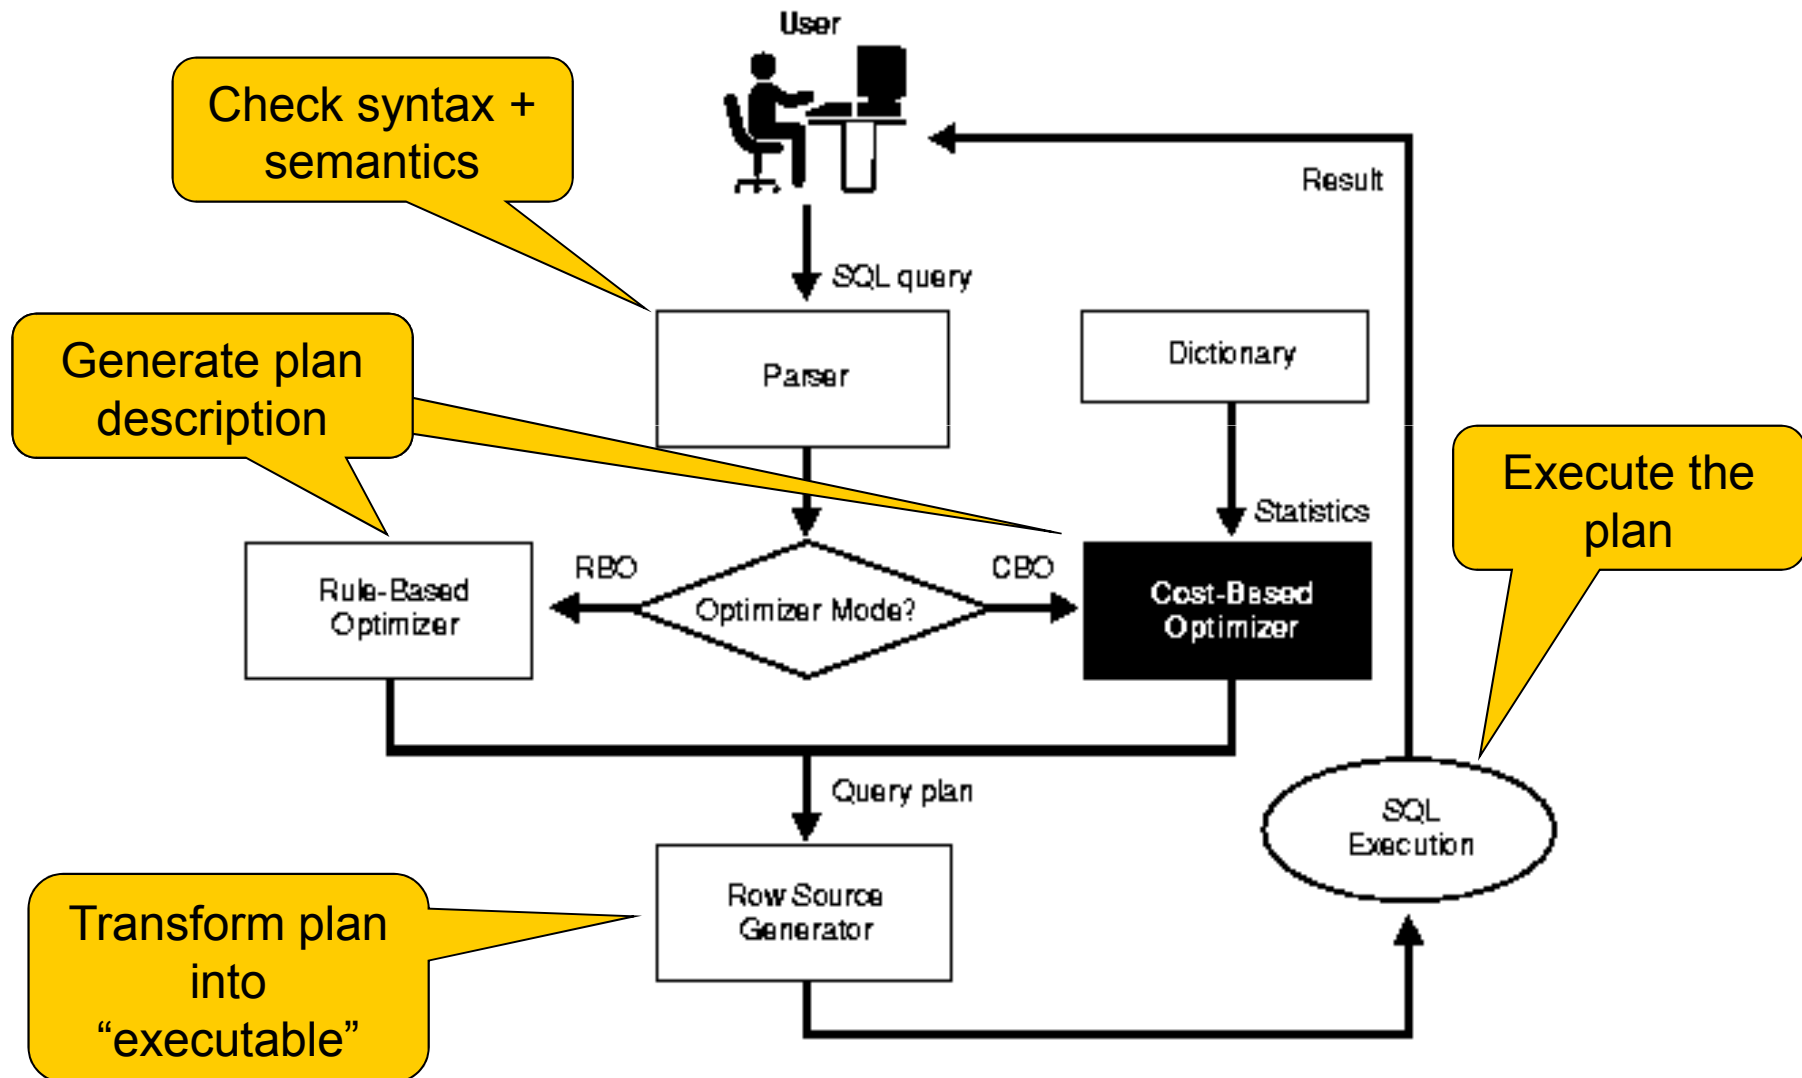 User
Check syntax +
semantics
Result
SQL query
Generate plan
description
Parser
Dictionary
Execute the
plan
Statistics
RBO
CBO
Rule-Based
Optimizer
Optimizer Mode?
Cost-Based
Optimizer
Query plan
SQL
Execution
Transform plan
into
“executable”
Row Source
Generator